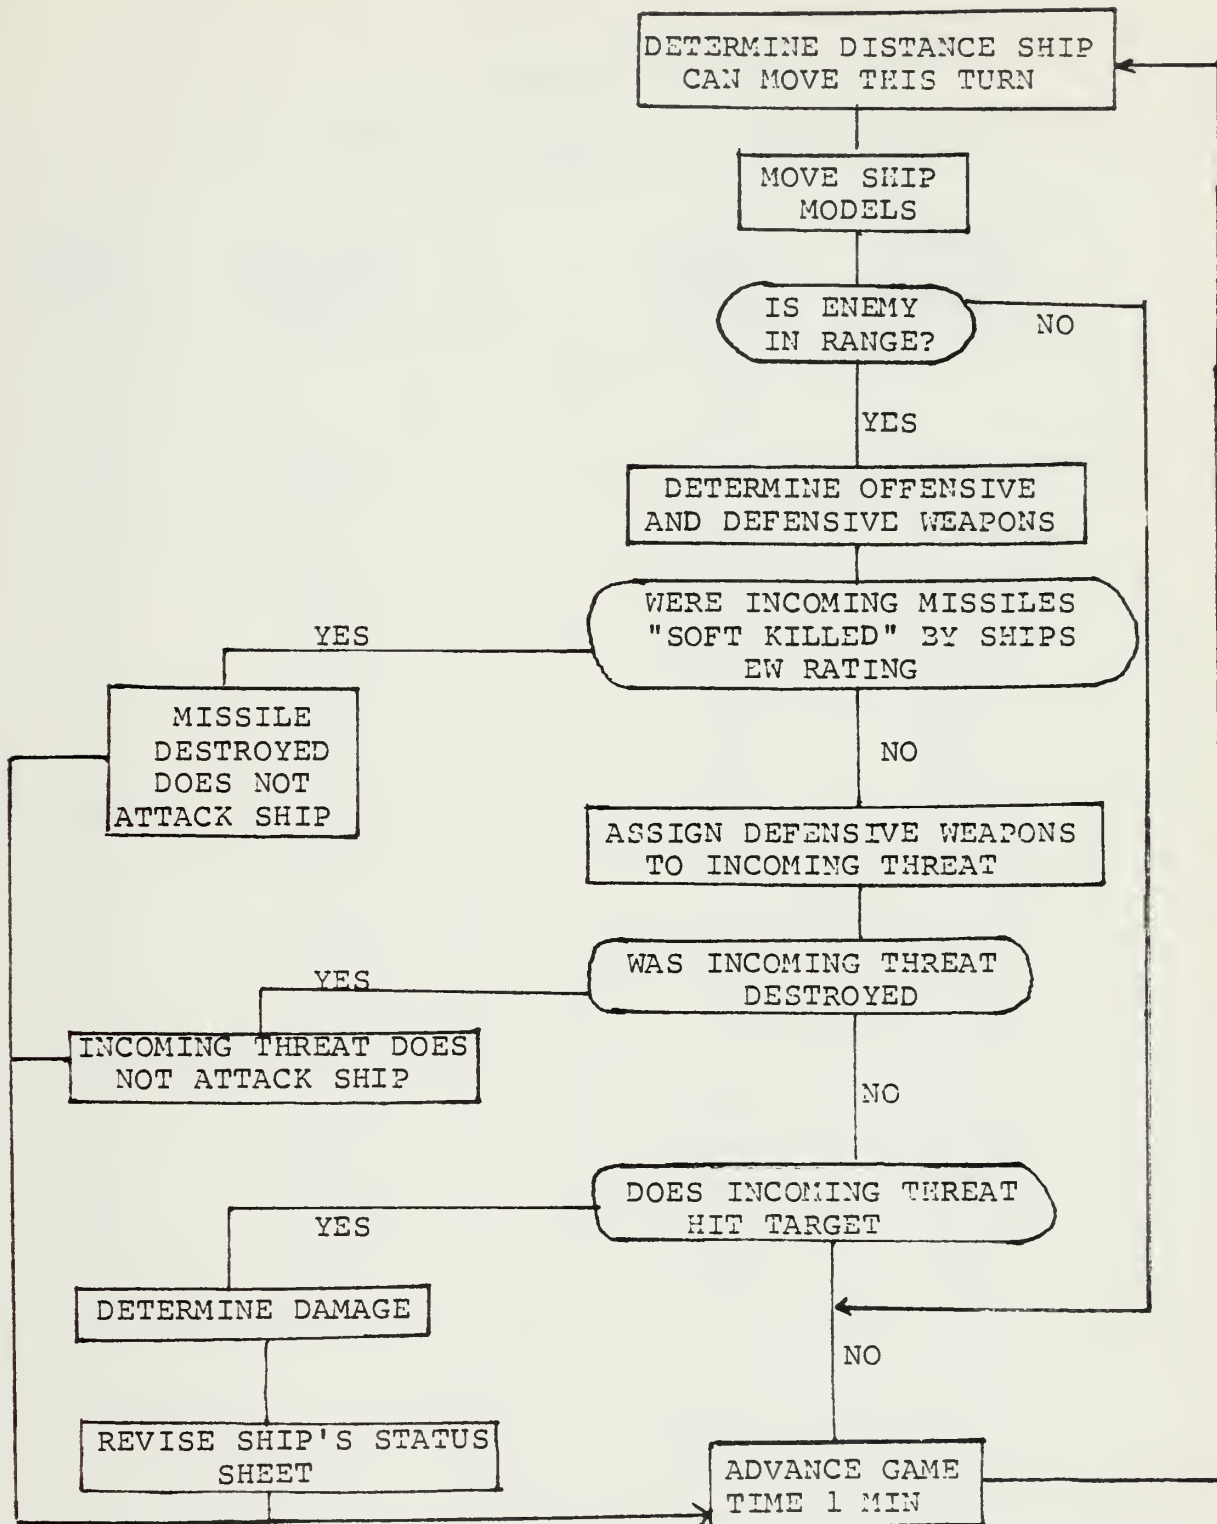 DETERMINE DISTANCE SHIP
CAN MOVE THIS TURN
MOVE SHIP
MODELS
IS ENEMY
IN RANGE?
NO
YES
DETERMINE OFFENSIVE
AND DEFENSIVE WEAPONS
WERE INCOMING MISSILES
"SOFT KILLED" BY SHIPS
EW RATING
YES
MISSILE
DESTROYED
DOES NOT
ATTACK SHIP
NO
ASSIGN DEFENSIVE WEAPONS
TO INCOMING THREAT
WAS INCOMING THREAT
DESTROYED
YES
INCOMING THREAT DOES
NOT ATTACK SHIP
NO
DOES INCOMING THREAT
HIT TARGET
YES
DETERMINE DAMAGE
NO
REVISE SHIP'S STATUS
SHEET
ADVANCE GAME
TIME 1 MIN